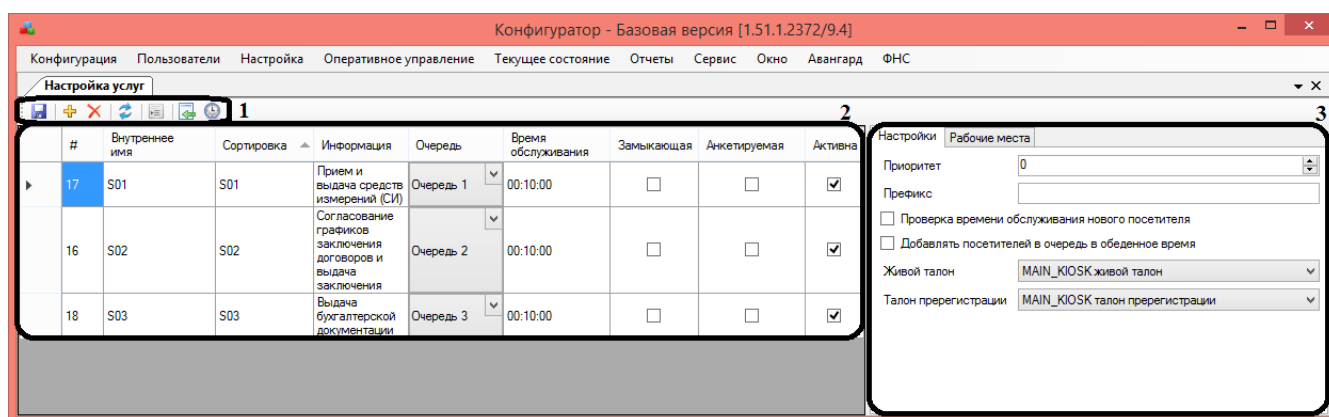 Конфигуратор - Базовая версия [1.51.1.2372/9.4]
Конфигурация Пользователи Настройка Оперативное управление Текущее состояние Отчеты Сервис Окно Авангард ФНС
Настройка услуг
1
2
3
# Внутреннее имя Сортировка Информация Очередь Время обслуживания Замыкающая Анкетируемая Активна
17 S01 S01 Прием и выдача средств измерений (СИ) Очередь 1 00:10:00
16 S02 S02 Согласование графиков заключения договоров и выдача заключения Очередь 2 00:10:00
18 S03 S03 Выдача бухгалтерской документации Очередь 3 00:10:00
Настройки Рабочие места
Приоритет 0
Префикс
Проверка времени обслуживания нового посетителя
Добавлять посетителей в очередь в обеденное время
Живой талон MAIN_KIOSK живой талон
Талон пререгистрации MAIN_KIOSK талон пререгистрации